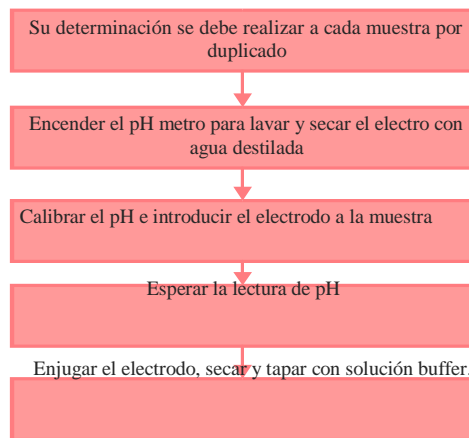 Su determinación se debe realizar a cada muestra por
duplicado
Encender el pH metro para lavar y secar el electro con
agua destilada
Calibrar el pH e introducir el electrodo a la muestra
Esperar la lectura de pH
Enjugar el electrodo, secar y tapar con solución buffer.